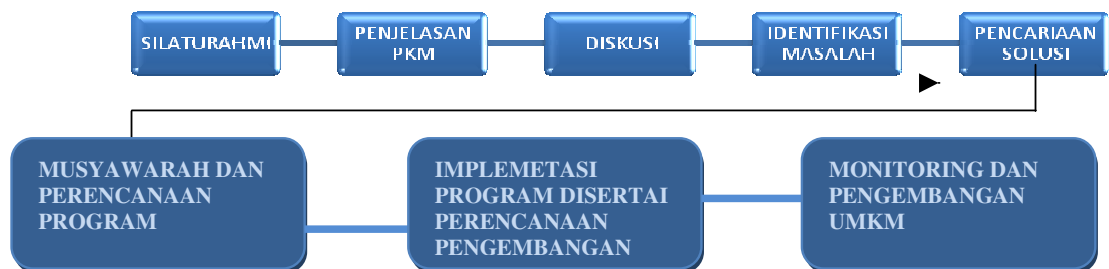 SILATURAHMI
PENJELASAN
PKM
DISKUSI
IDENTIFIKASI
MASALAH
PENCARIAAN
SOLUSI
MUSYAWARAH DAN
PERENCANAAN
PROGRAM
IMPLEMETASI
PROGRAM DISERTAI
PERENCANAAN
PENGEMBANGAN
MONITORING DAN
PENGEMBANGAN
UMKM